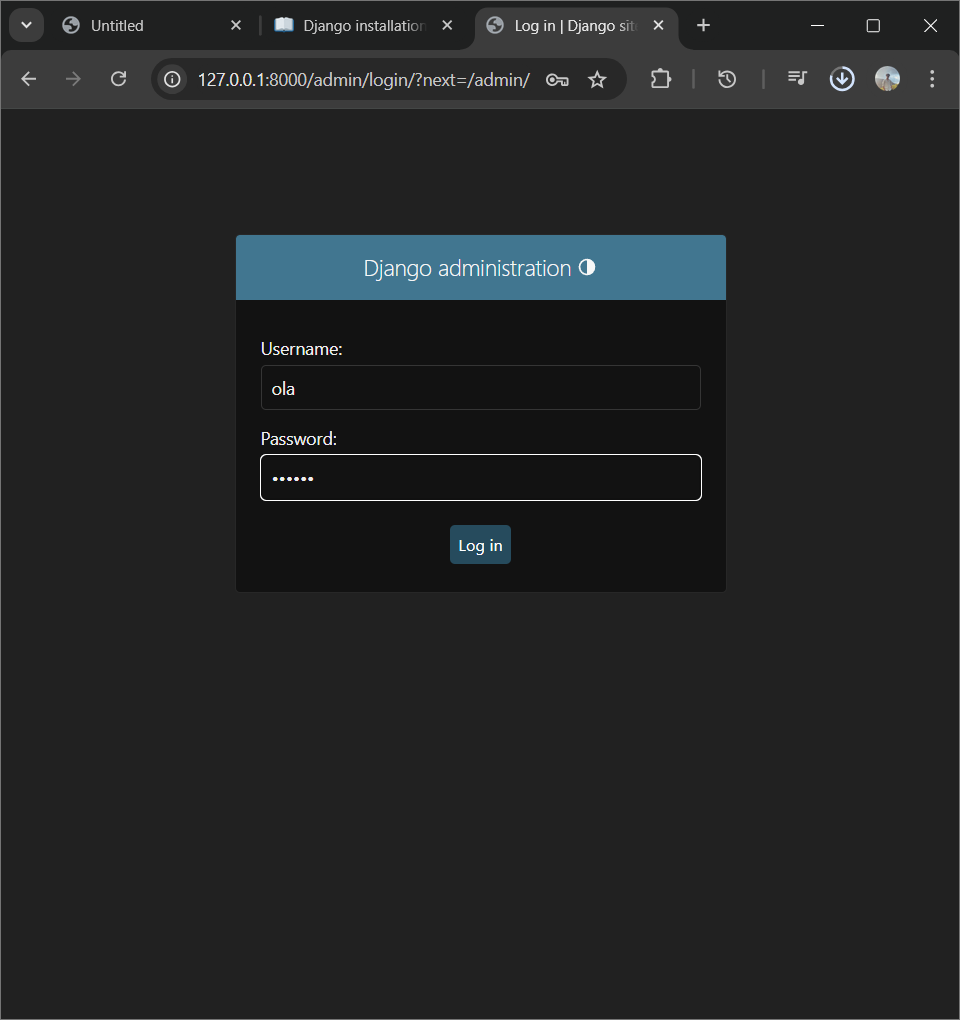 Untitled
Django installation
Log in | Django sit
127.0.0.1:8000/admin/login/?next=/admin/
Django administration
Username:
ola
Password:
••••••
Log in